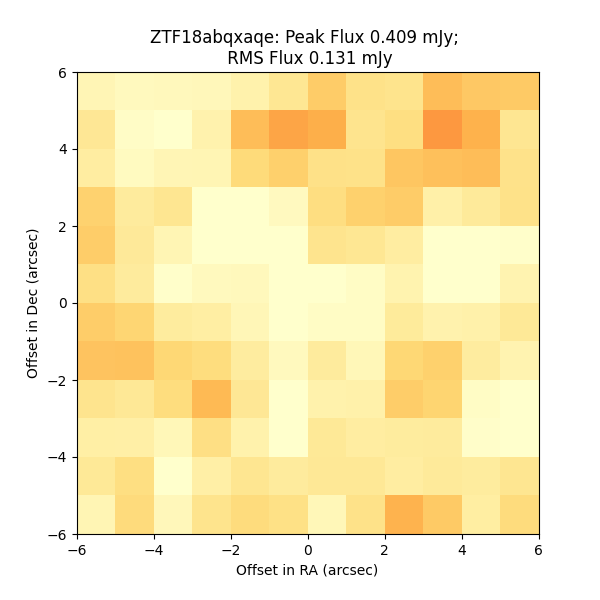 ZTF18abqxaqe: Peak Flux 0.409 mJy;
RMS Flux 0.131 mJy
6
4
2
0
−2
−4
−6
Offset in Dec (arcsec)
−6 −4 −2 0 2 4 6
Offset in RA (arcsec)